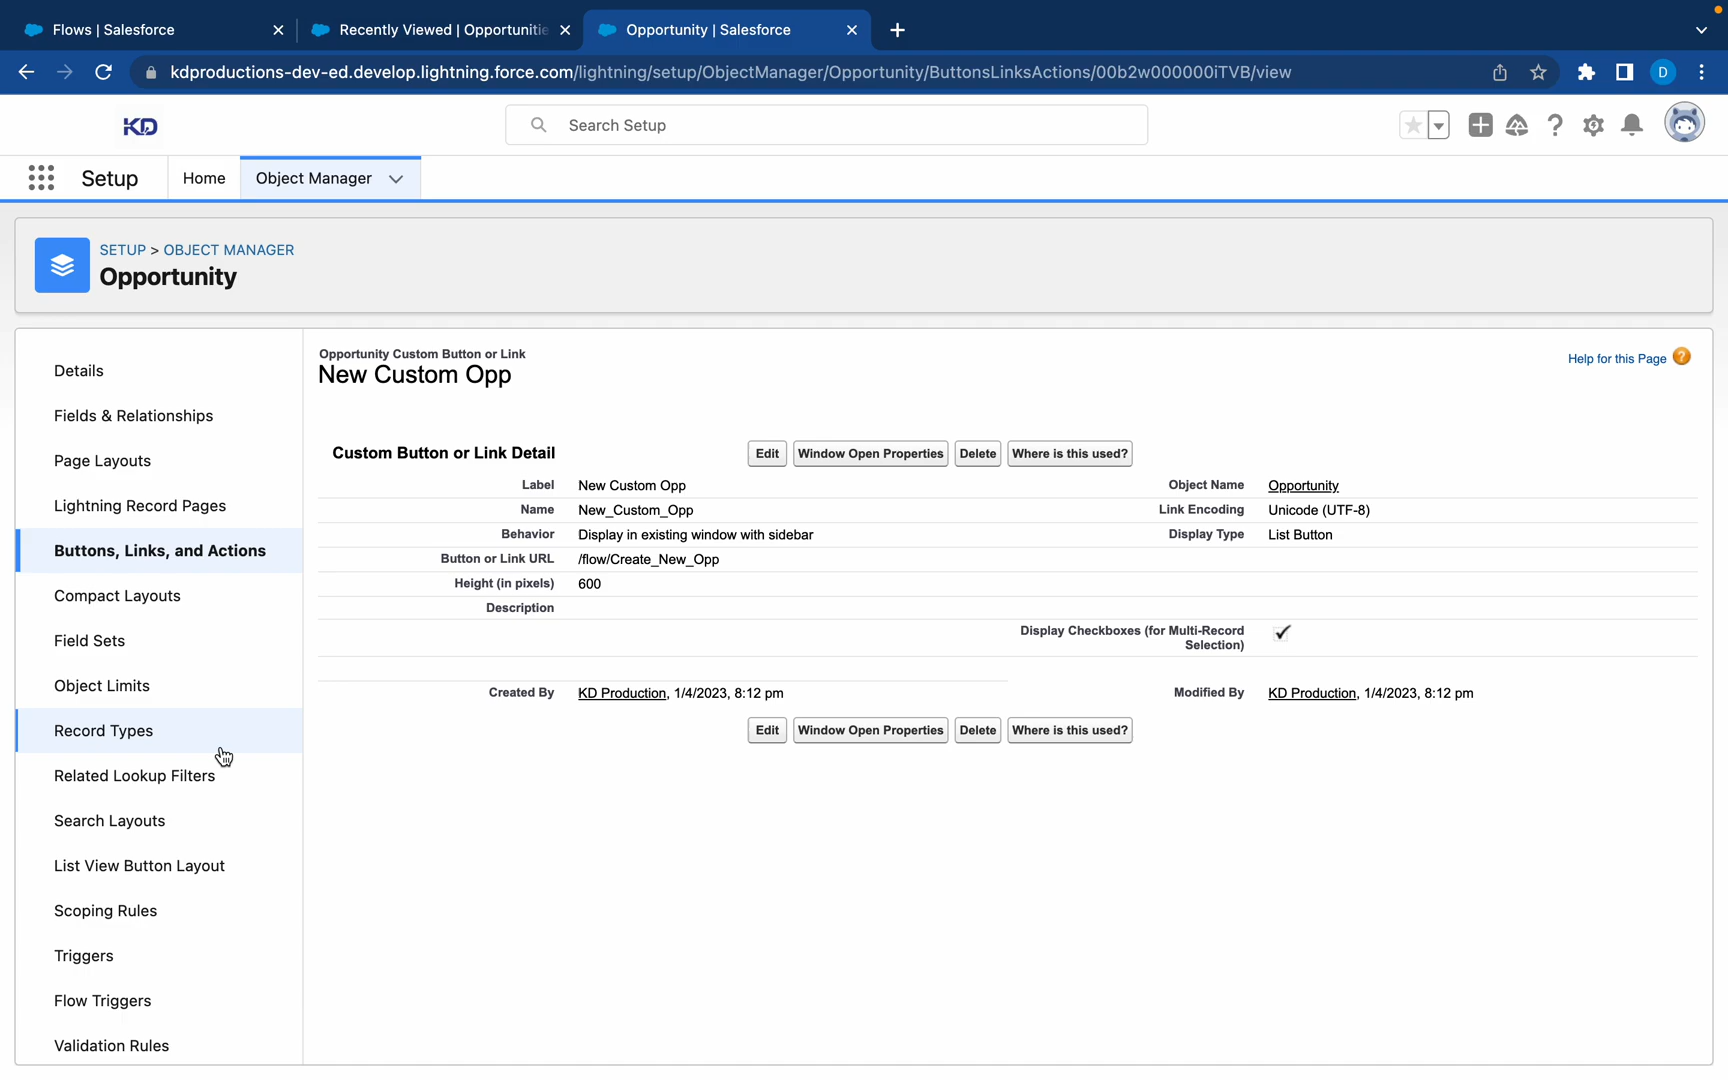 Flows | Salesforce
Recently Viewed | Opportunitie
Opportunity | Salesforce
kdproductions-dev-ed.develop.lightning.force.com/lightning/setup/ObjectManager/Opportunity/ButtonsLinksActions/00b2w000000iTVB/view
D
KD
Search Setup
Setup
Home
Object Manager
SETUP > OBJECT MANAGER
Opportunity
Details
Fields & Relationships
Page Layouts
Lightning Record Pages
Buttons, Links, and Actions
Compact Layouts
Field Sets
Object Limits
Record Types
Related Lookup Filters
Search Layouts
List View Button Layout
Scoping Rules
Triggers
Flow Triggers
Validation Rules
Opportunity Custom Button or Link
New Custom Opp
Help for this Page ?
Custom Button or Link Detail
Edit Window Open Properties Delete Where is this used?
Label New Custom Opp Object Name Opportunity
Name New_Custom_Opp Link Encoding Unicode (UTF-8)
Behavior Display in existing window with sidebar Display Type List Button
Button or Link URL /flow/Create_New_Opp
Height (in pixels) 600
Description
Display Checkboxes (for Multi-Record
Selection) ✓
Created By KD Production, 1/4/2023, 8:12 pm Modified By KD Production, 1/4/2023, 8:12 pm
Edit Window Open Properties Delete Where is this used?